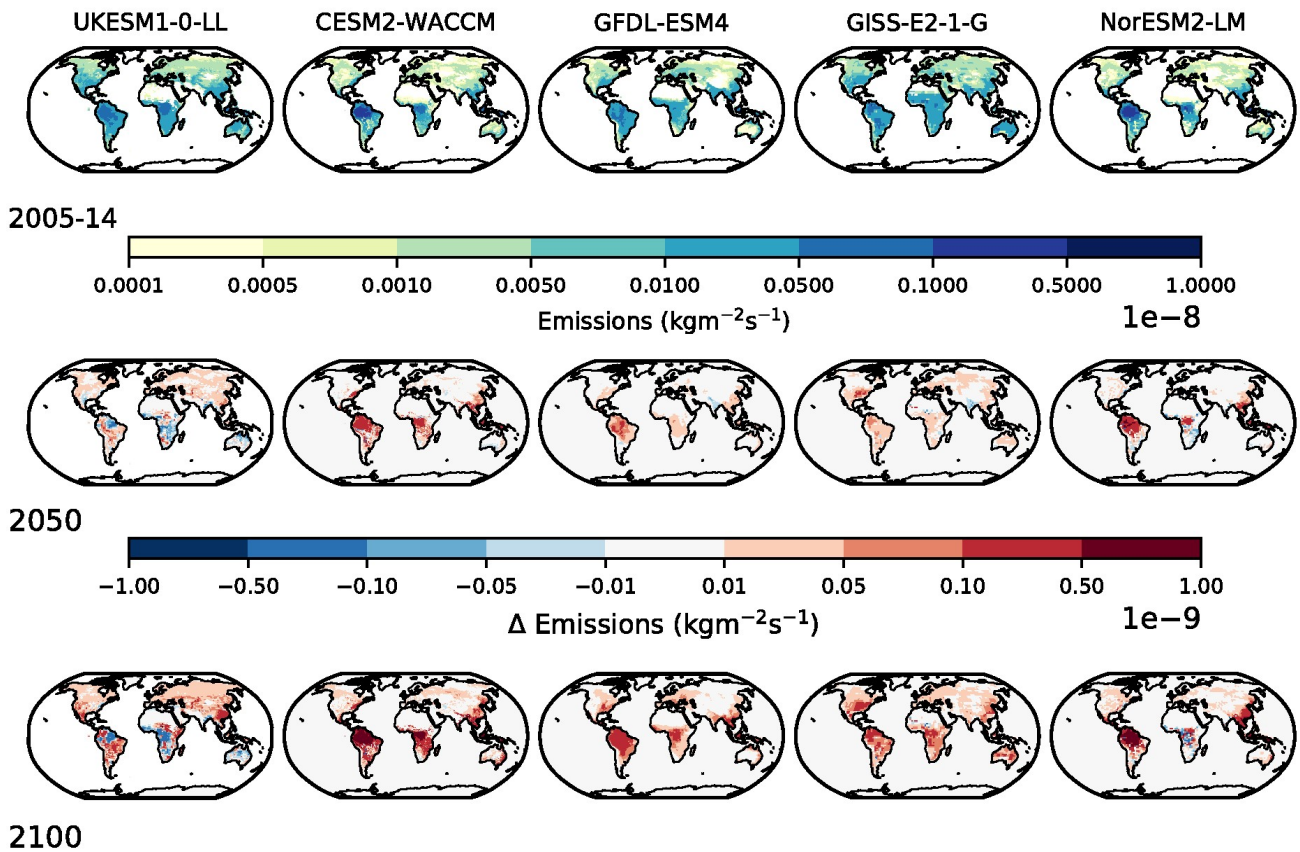 UKESM1-0-LL CESM2-WACCM GFDL-ESM4 GISS-E2-1-G NorESM2-LM
2005-14
0.0001 0.0005 0.0010 0.0050 0.0100 0.0500 0.1000 0.5000 1.0000
Emissions (kgm⁻²s⁻¹) 1e−8
2050
−1.00 −0.50 −0.10 −0.05 −0.01 0.01 0.05 0.10 0.50 1.00
Δ Emissions (kgm⁻²s⁻¹) 1e−9
2100